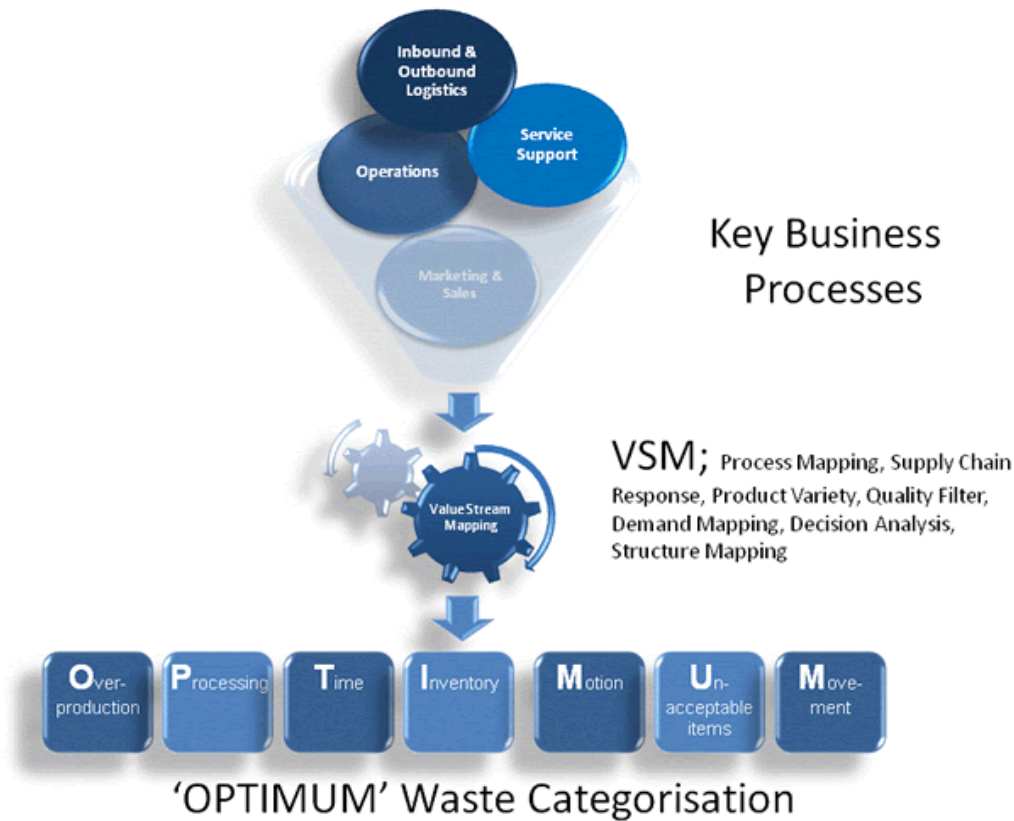 Inbound &
Outbound
Logistics
Service
Support
Operations
Marketing &
Sales
Key Business
Processes
Value Stream
Mapping
VSM; Process Mapping, Supply Chain
Response, Product Variety, Quality Filter,
Demand Mapping, Decision Analysis,
Structure Mapping
Over-
production
Processing
Time
Inventory
Motion
Un-
acceptable
items
Move-
ment
‘OPTIMUM’ Waste Categorisation